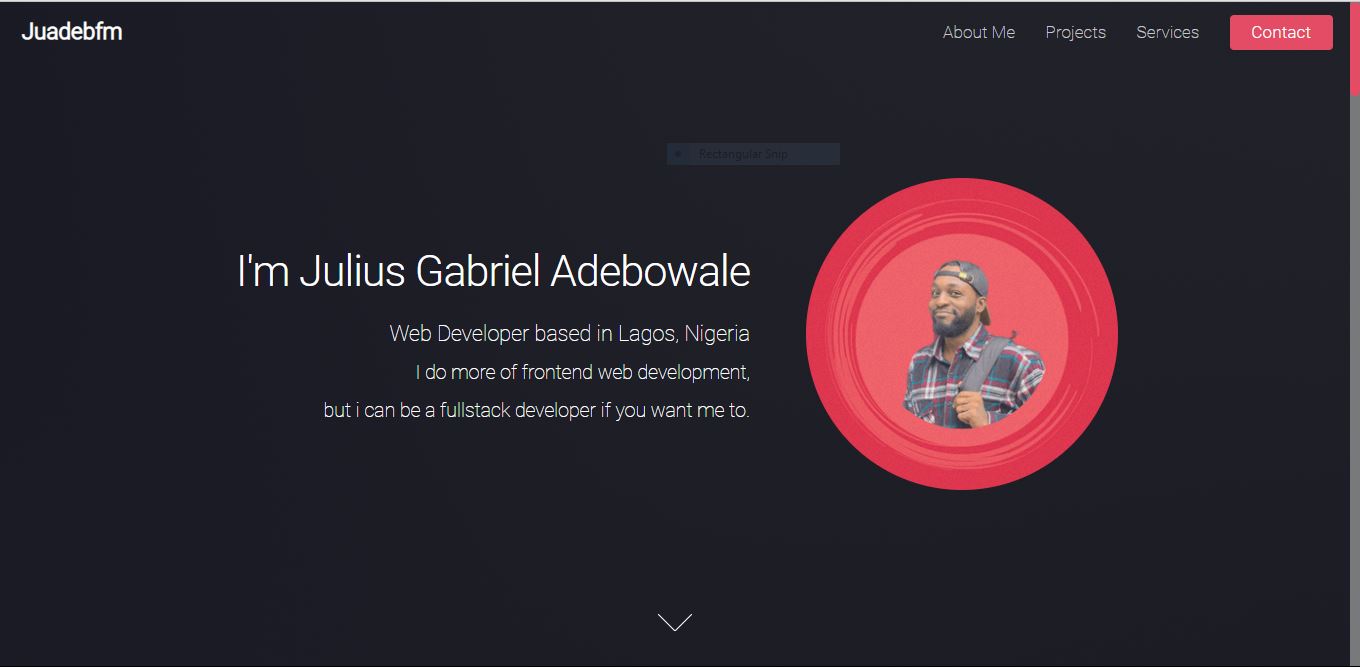 Juadebfm
About Me
Projects
Services
Contact
Rectangular Snip
I'm Julius Gabriel Adebowale
Web Developer based in Lagos, Nigeria
I do more of frontend web development,
but i can be a fullstack developer if you want me to.